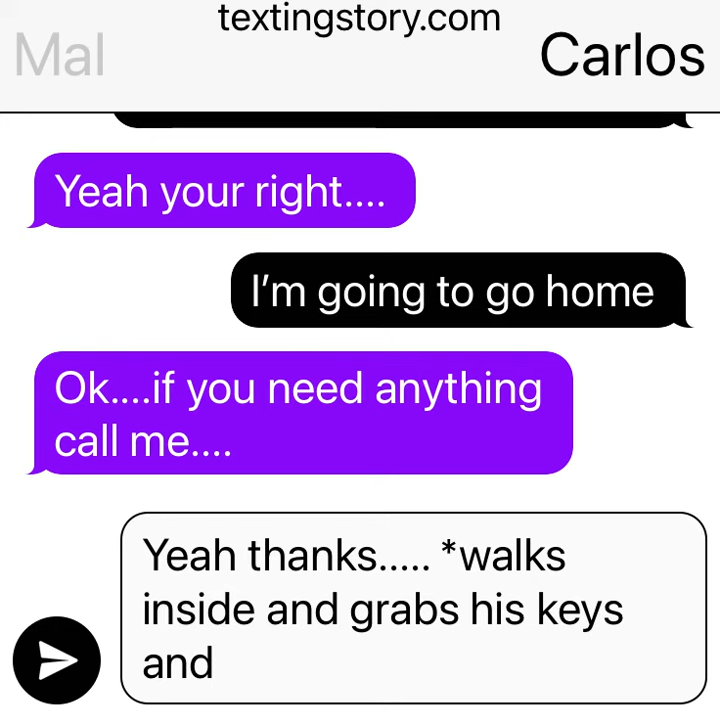 textingstory.com
Mal
Carlos
Yeah your right....
I'm going to go home
Ok....if you need anything
call me....
Yeah thanks..... *walks
inside and grabs his keys
and